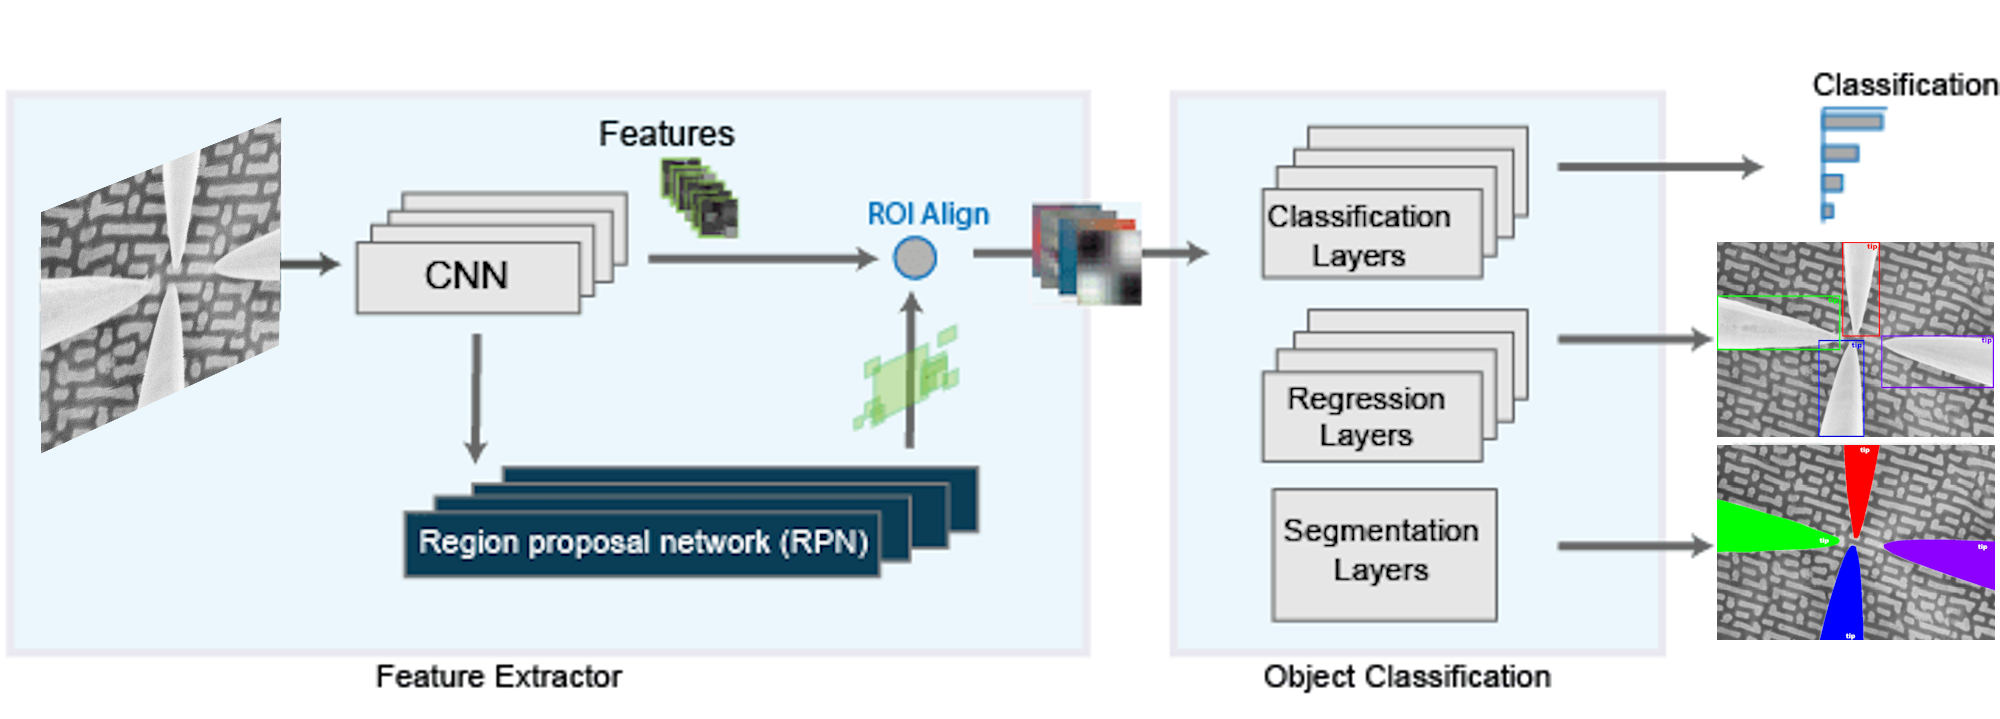 Classification
Features
ROI Align
CNN
Classification
Layers
Regression
Layers
Region proposal network (RPN)
Segmentation
Layers
tip
tip
tip
tip
tip
tip
tip
Feature Extractor
Object Classification